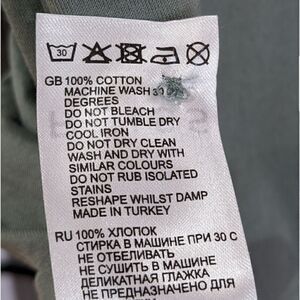 30
GB 100% COTTON
MACHINE WASH 30
DEGREES
DO NOT BLEACH
DO NOT TUMBLE DRY
COOL IRON
DO NOT DRY CLEAN
WASH AND DRY WITH
SIMILAR COLOURS
DO NOT RUB ISOLATED
STAINS
RESHAPE WHILST DAMP
MADE IN TURKEY
RU 100% ХЛОПОК
СТИРКА В МАШИНЕ ПРИ 30 С
НЕ ОТБЕЛИВАТЬ
НЕ СУШИТЬ В МАШИНЕ
ДЕЛИКАТНАЯ ГЛАЖКА
НЕ ПРЕДНАЗНАЧЕНО ДЛЯ